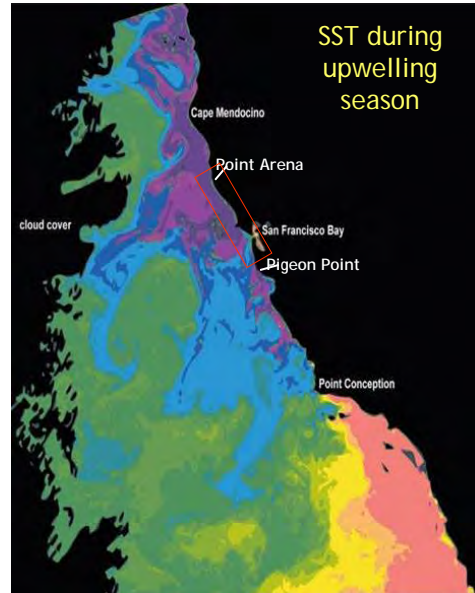 SST during
upwelling
season
Cape Mendocino
Point Arena
cloud cover
San Francisco Bay
Pigeon Point
Point Conception